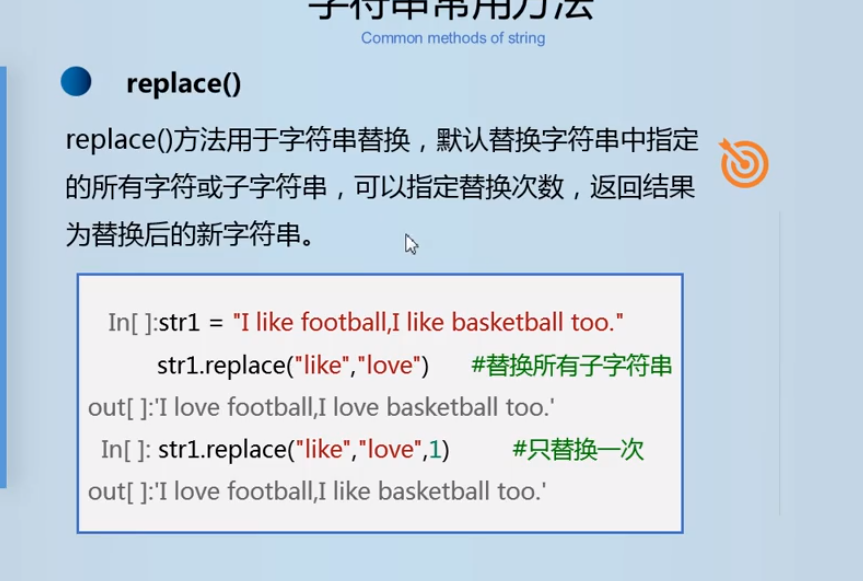 字符串常用方法
Common methods of string
replace()
replace()方法用于字符串替换，默认替换字符串中指定
的所有字符或子字符串，可以指定替换次数，返回结果
为替换后的新字符串。
In[ ]:str1 = "I like football,I like basketball too."
str1.replace("like","love") #替换所有子字符串
out[ ]:'I love football,I love basketball too.'
In[ ]: str1.replace("like","love",1) #只替换一次
out[ ]:'I love football,I like basketball too.'